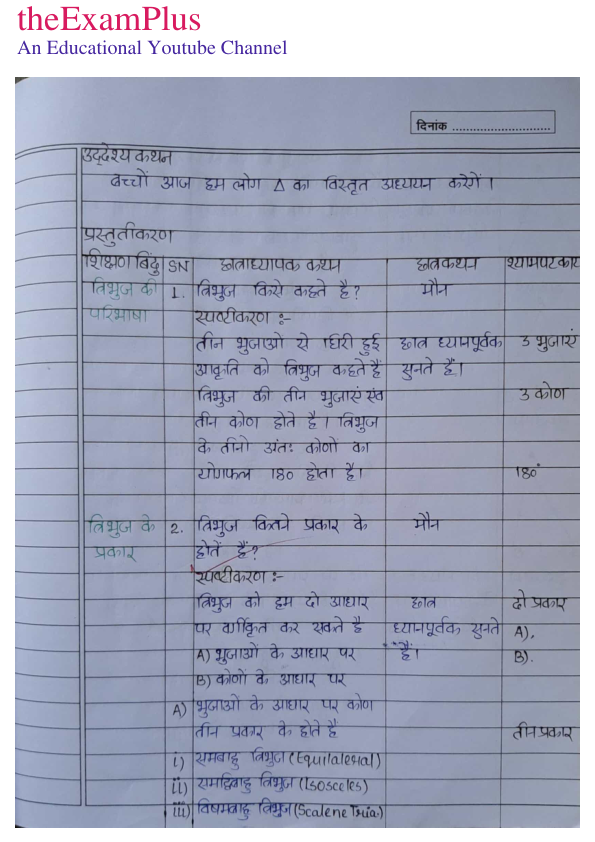 theExamPlus
An Educational Youtube Channel
दिनांक ..............................
उद्देश्य कथन
बच्चों आज हम लोग Δ का विस्तृत अध्ययन करेगें ।
प्रस्तुतीकरण
शिक्षण बिंदु SN छात्राध्यापक कथन छात्रकथन श्यामपट कार्य
त्रिभुज की 1. त्रिभुज किसे कहते है? मौन
परिभाषा स्पष्टीकरण :-
तीन भुजाओ से घिरी हुई छात्र ध्यानपूर्वक 3 भुजाएं
आकृति को त्रिभुज कहते हैं सुनते हैं।
त्रिभुज की तीन भुजाएं एंव 3 कोण
तीन कोण होते है । त्रिभुज
के तीनो अंतः कोणों का
योगफल 180 होता है। 180°
त्रिभुज के 2. त्रिभुज कितने प्रकार के मौन
प्रकार होतें हैं?
स्पष्टीकरण :-
त्रिभुज को हम दो आधार छात्र दो प्रकार
पर वर्गीकृत कर सकते है ध्यानपूर्वक सुनते A).
A) भुजाओं के आधार पर हैं। B).
B) कोणों के आधार पर
A) भुजाओं के आधार पर कोण
तीन प्रकार के होते है तीन प्रकार
i) समबाहु त्रिभुज (Equilateral)
ii) समद्विबाहु त्रिभुज (Isosceles)
iii) विषमबाहु त्रिभुज (Scalene Tria.)